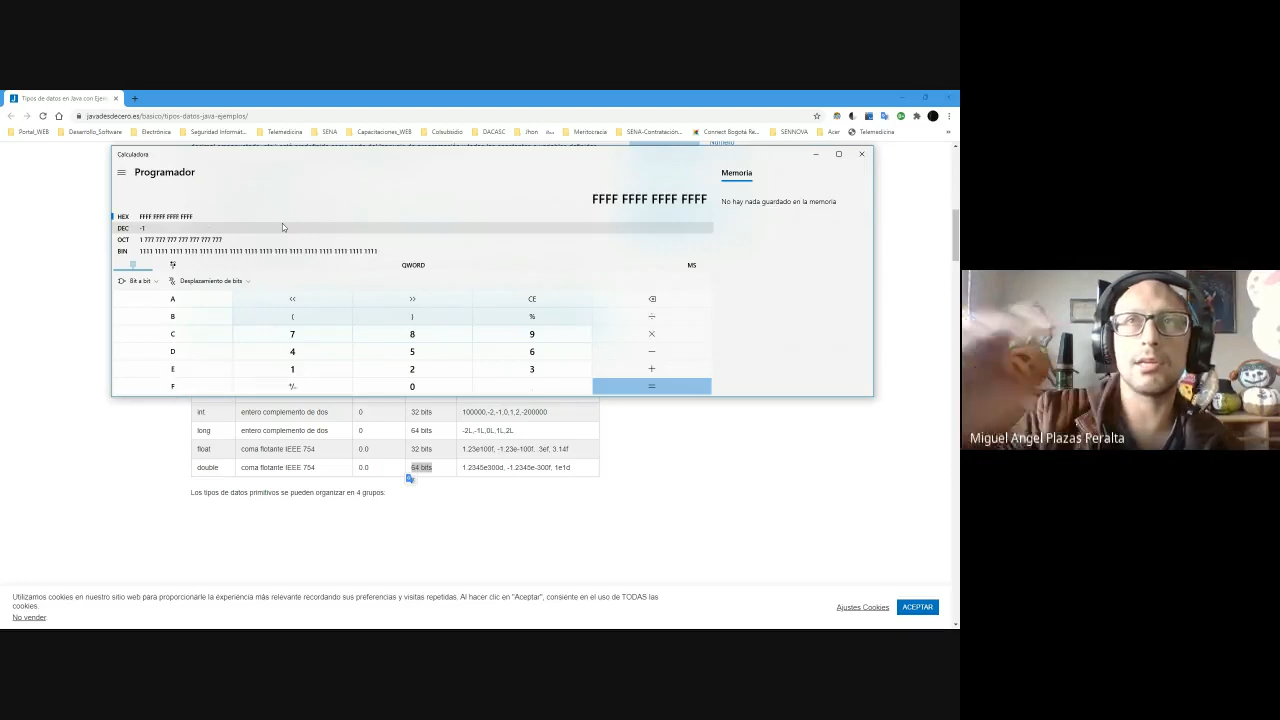 Tipos de datos en Java con Ejem
javadesdecero.es/basico/tipos-datos-java-ejemplos/
Portal_WEB Desarrollo_Software Electrónica Seguridad Informát... Telemedicina SENA Capacitaciones_WEB Colsubsidio DACASC Jhon Meritocracia SENA-Contratación... Connect Bogotá Re... SENNOVA Acer Telemedicina »
Número
Calculadora
Programador
Memoria
No hay nada guardado en la memoria
FFFF FFFF FFFF FFFF
HEX FFFF FFFF FFFF FFFF
DEC -1
OCT 1 777 777 777 777 777 777 777
BIN 1111 1111 1111 1111 1111 1111 1111 1111 1111 1111 1111 1111 1111 1111 1111 1111
QWORD MS
Bit a bit Desplazamiento de bits
A << >> CE
B ( ) % ÷
C 7 8 9 ×
D 4 5 6 −
E 1 2 3 +
F +/- 0 . =
int entero complemento de dos 0 32 bits 100000,-2,-1.0,1,2,-200000
long entero complemento de dos 0 64 bits -2L,-1L,0L,1L,2L
float coma flotante IEEE 754 0.0 32 bits 1.23e100f, -1.23e-100f, .3ef, 3.14f
double coma flotante IEEE 754 0.0 64 bits 1.2345e300d, -1.2345e-300f, 1e1d
Los tipos de datos primitivos se pueden organizar en 4 grupos:
Utilizamos cookies en nuestro sitio web para proporcionarle la experiencia más relevante recordando sus preferencias y visitas repetidas. Al hacer clic en "Aceptar", consiente en el uso de TODAS las
cookies.
No vender
Ajustes Cookies ACEPTAR
Miguel Angel Plazas Peralta